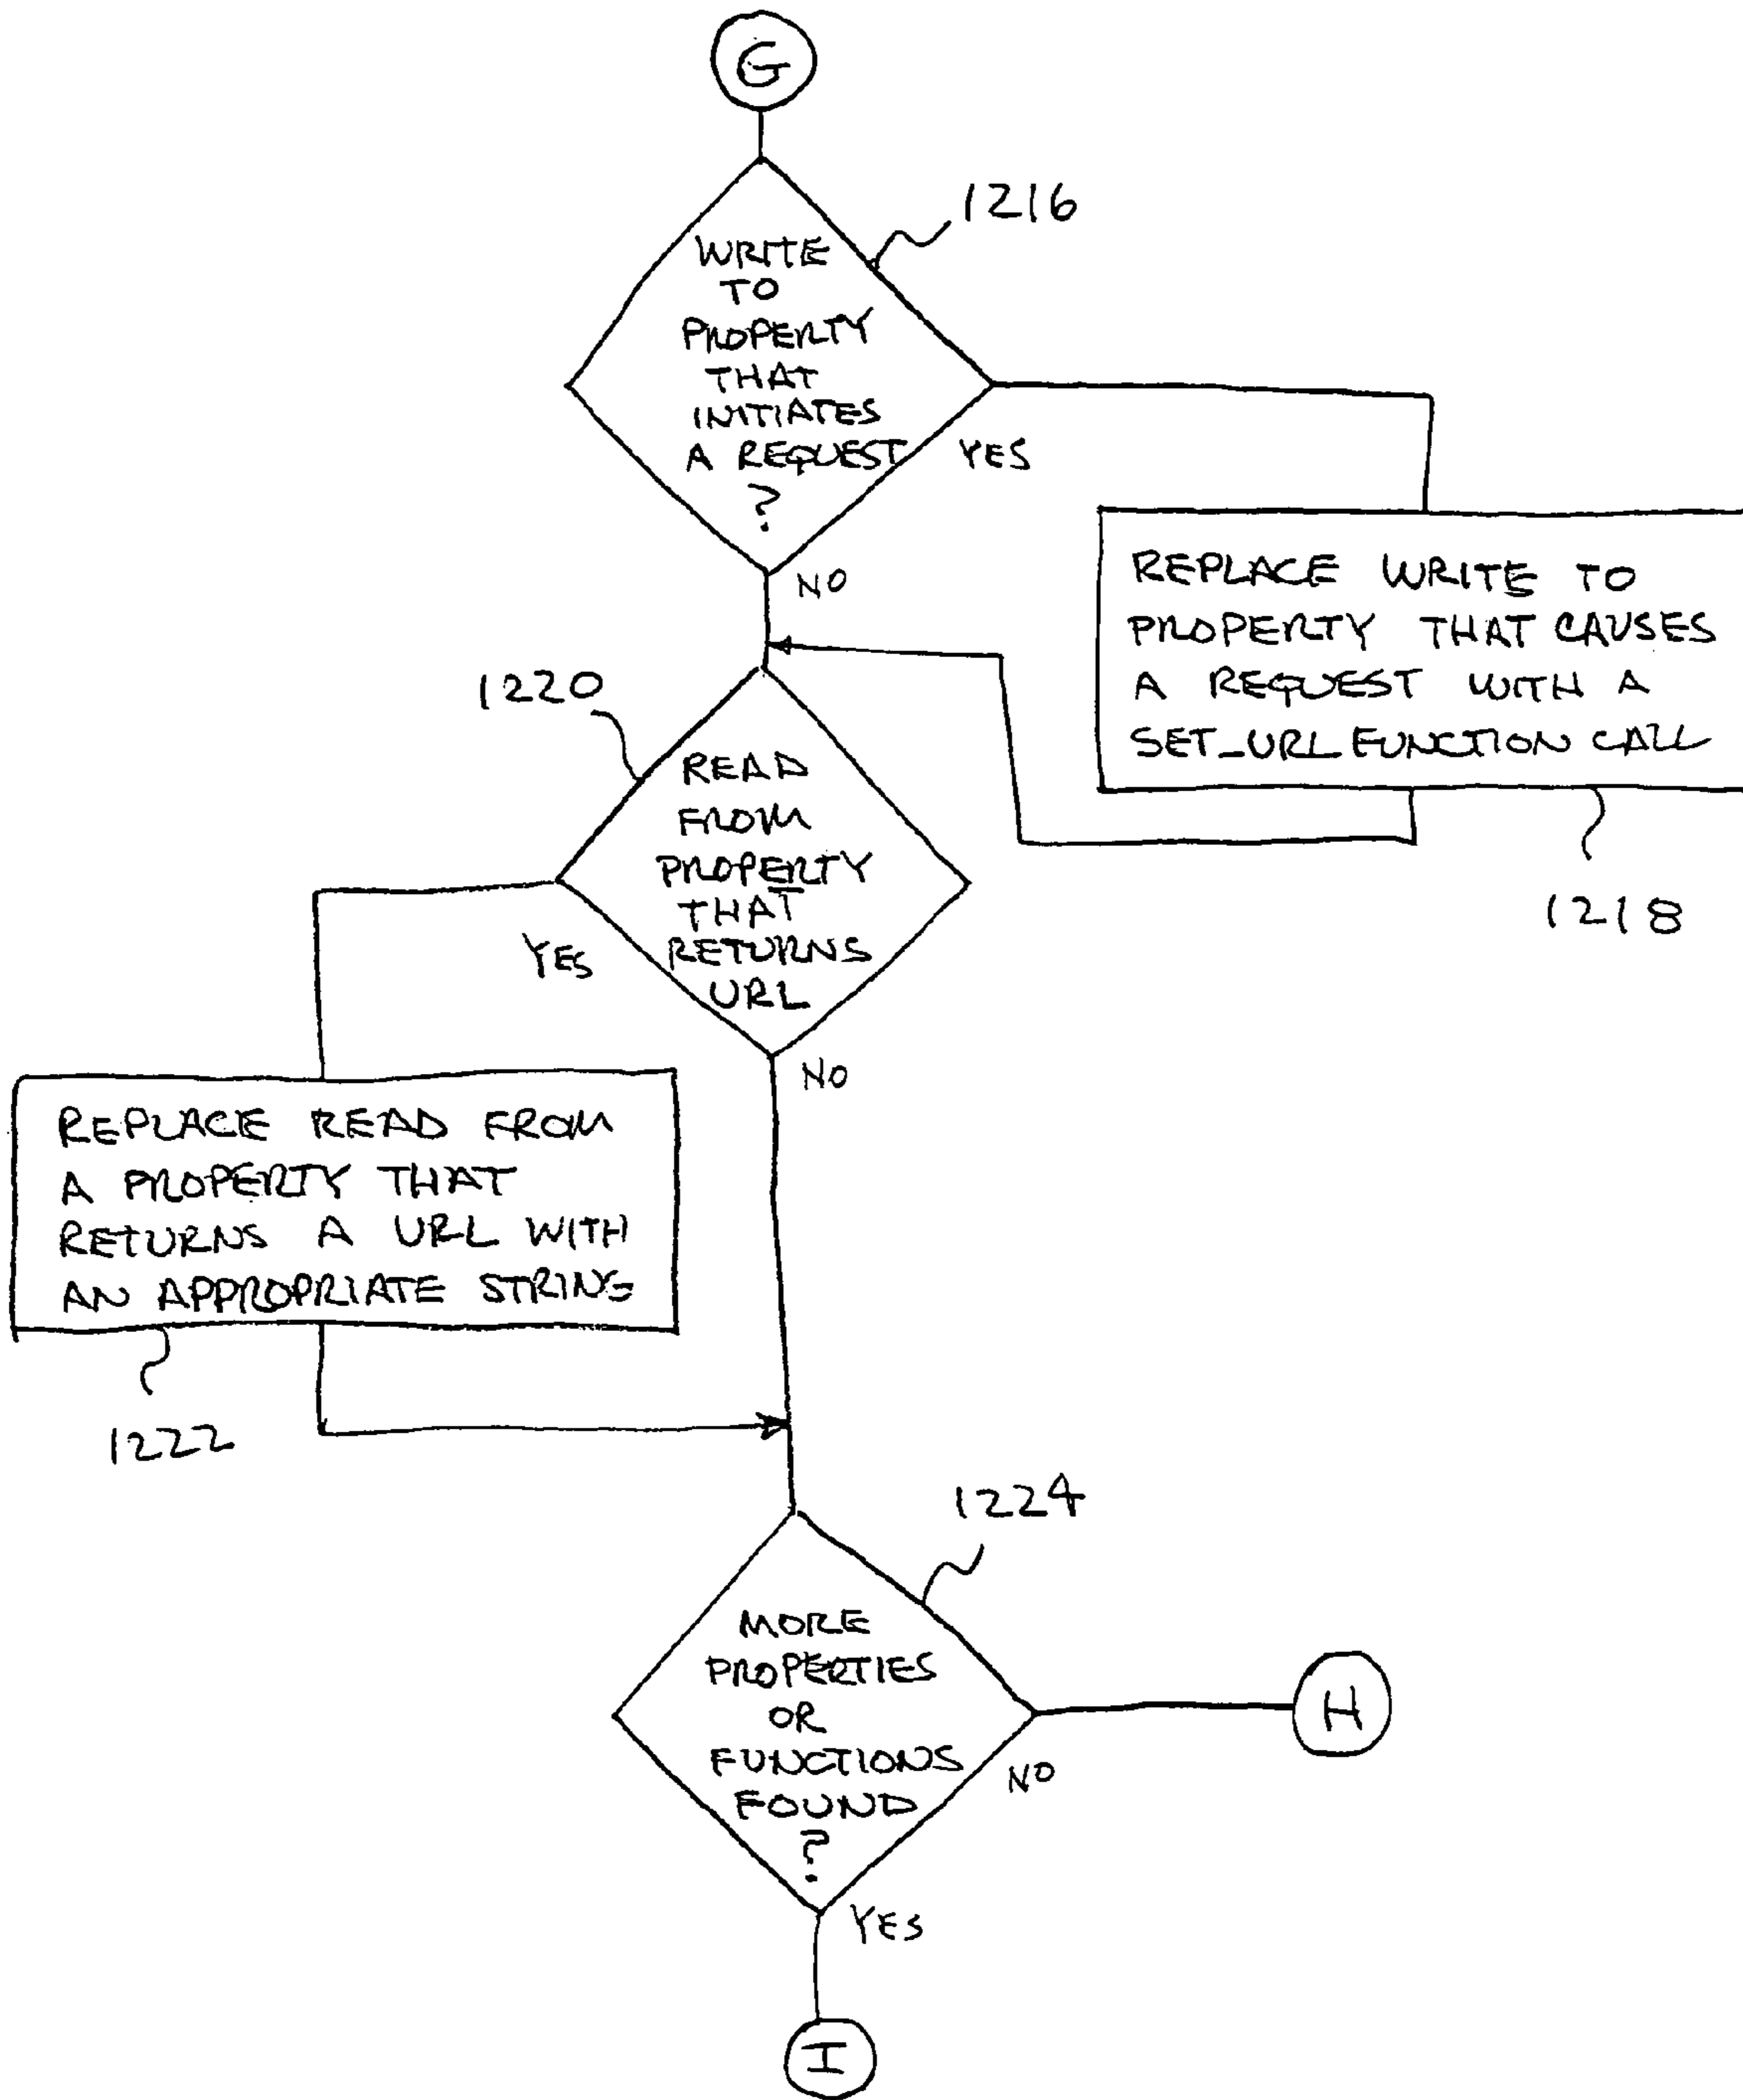 G
1216
WRITE
TO
PROPERTY
THAT
INITIATES
A REQUEST
?
YES
NO
REPLACE WRITE TO
PROPERTY THAT CAUSES
A REQUEST WITH A
SET_URL FUNCTION CALL
1218
1220
READ
FROM
PROPERTY
THAT
RETURNS
URL
YES
NO
REPLACE READ FROM
A PROPERTY THAT
RETURNS A URL WITH
AN APPROPRIATE STRING
1222
1224
MORE
PROPERTIES
OR
FUNCTIONS
FOUND
?
NO
H
YES
I